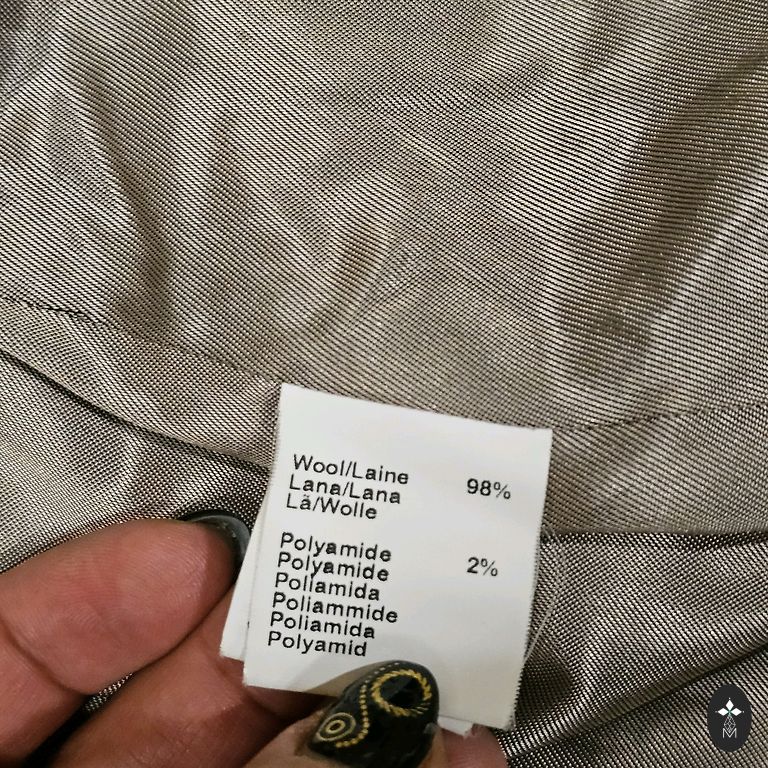 Wool/Laine
Lana/Lana 98%
Lã/Wolle
Polyamide
Polyamide 2%
Poliamida
Poliammide
Poliamida
Polyamid
M